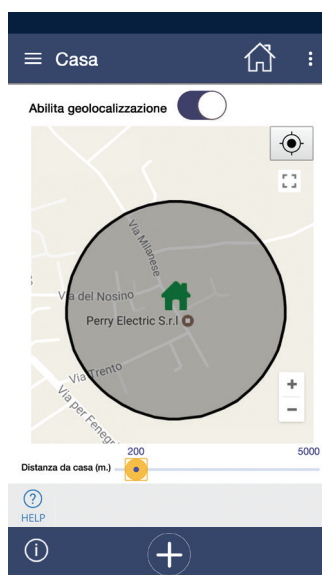 Casa
Abilita geolocalizzazione
Via Milanese
Via del Nosino
Perry Electric S.r.l
Via Trento
Via per Fenegr
+
−
200
5000
Distanza da casa (m.)
?
HELP
i
+